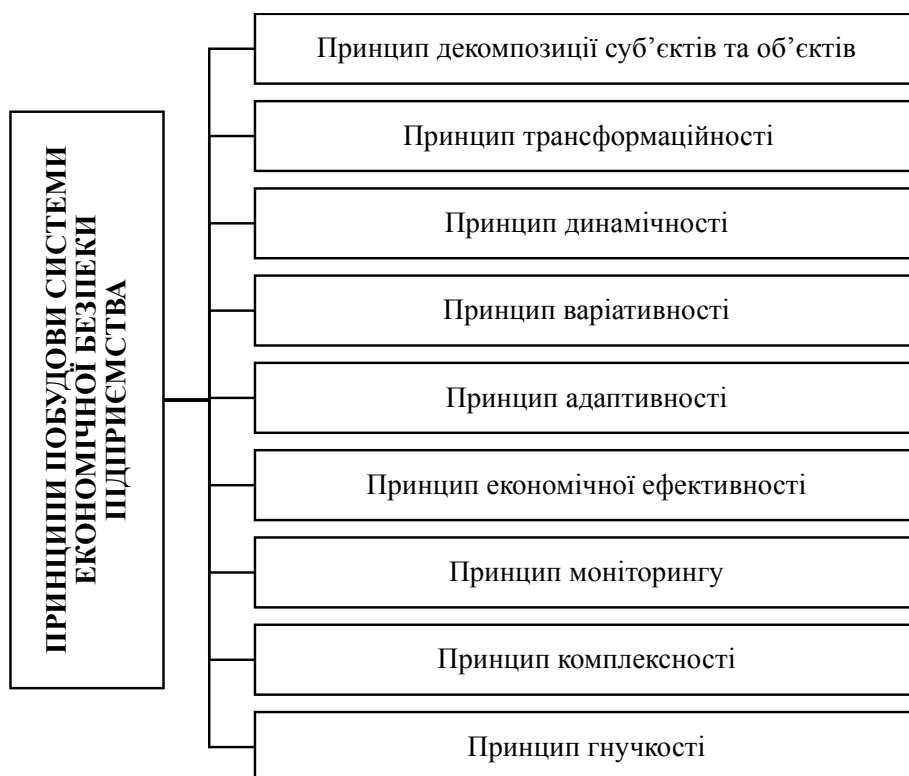 ПРИНЦИПИ ПОБУДОВИ СИСТЕМИ
ЕКОНОМІЧНОЇ БЕЗПЕКИ
ПІДПРИЄМСТВА
Принцип декомпозиції суб’єктів та об’єктів
Принцип трансформаційності
Принцип динамічності
Принцип варіативності
Принцип адаптивності
Принцип економічної ефективності
Принцип моніторингу
Принцип комплексності
Принцип гнучкості